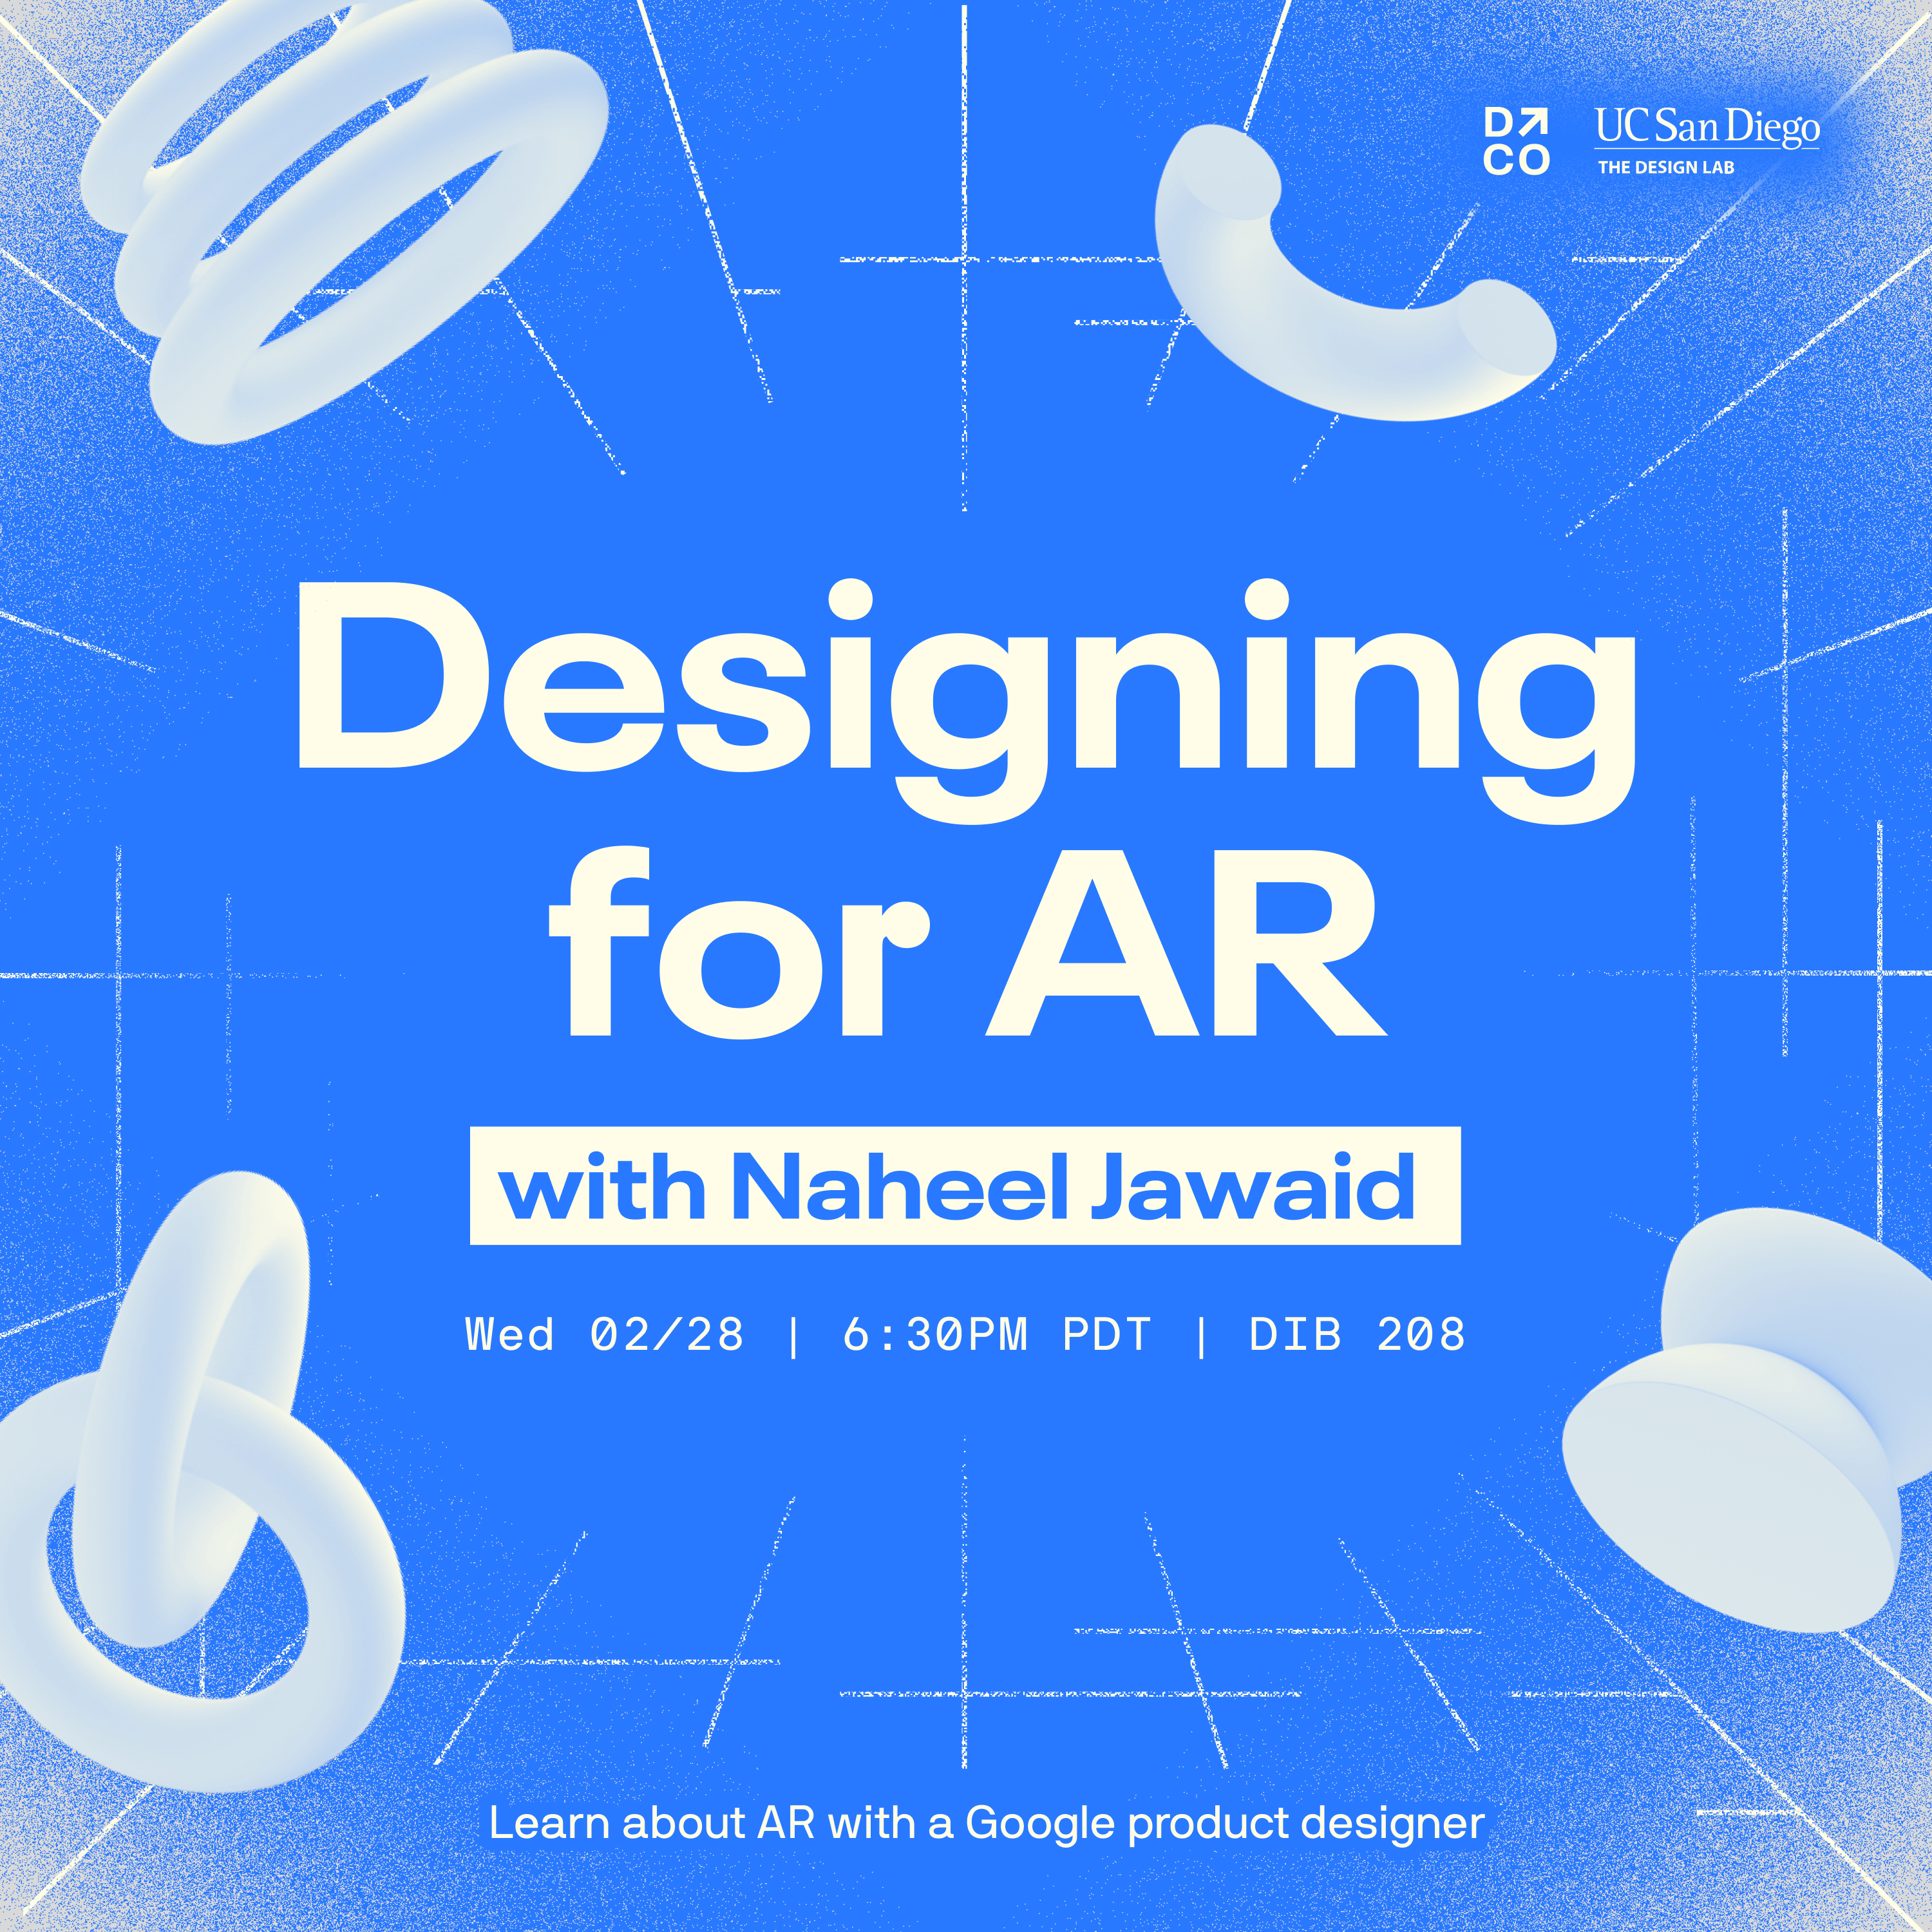 D↗
CO
UC San Diego
THE DESIGN LAB
Designing
for AR
with Naheel Jawaid
Wed 02/28 | 6:30PM PDT | DIB 208
Learn about AR with a Google product designer